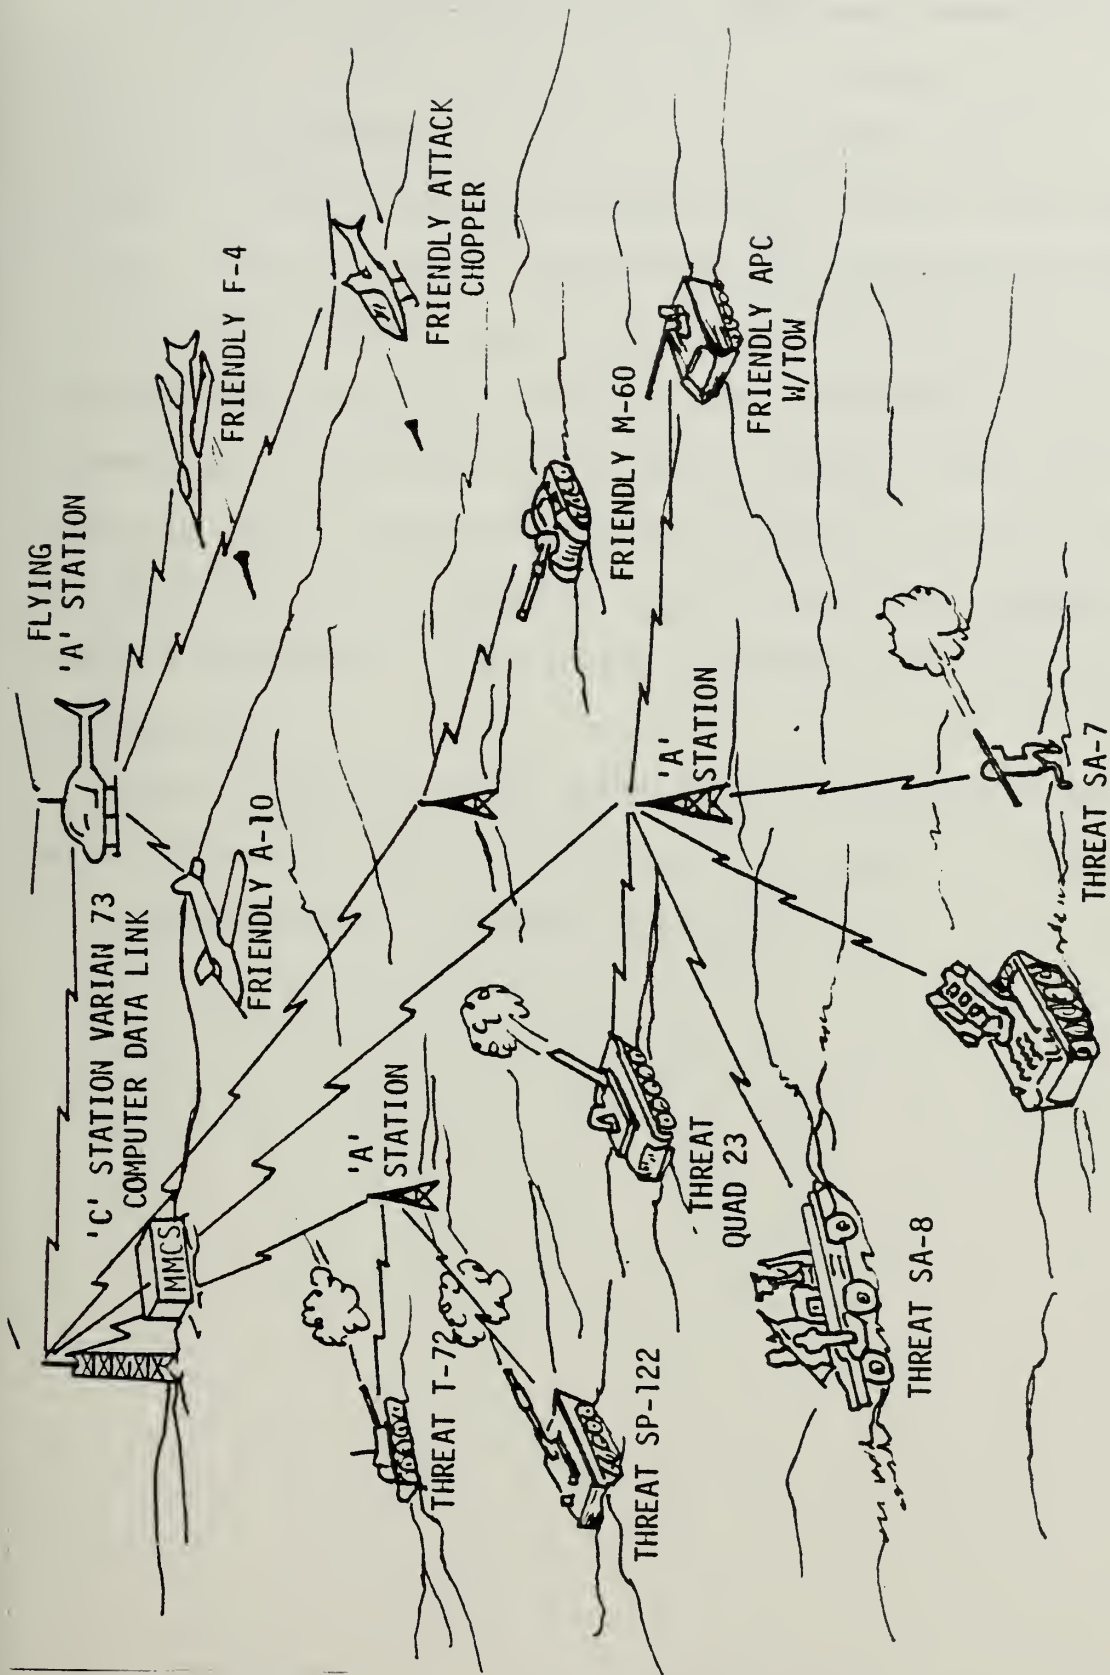 FLYING
'A' STATION
'C' STATION VARIAN 73
COMPUTER DATA LINK
FRIENDLY F-4
MMCS
FRIENDLY A-10
FRIENDLY ATTACK
CHOPPER
'A'
STATION
THREAT T-72
FRIENDLY M-60
THREAT SP-122
THREAT
QUAD 23
'A'
STATION
FRIENDLY APC
W/TOW
THREAT SA-8
THREAT SA-7